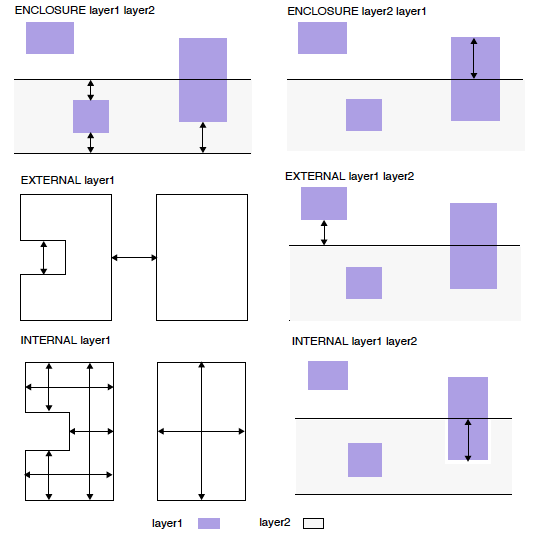 ENCLOSURE layer1 layer2
ENCLOSURE layer2 layer1
EXTERNAL layer1
EXTERNAL layer1 layer2
INTERNAL layer1
INTERNAL layer1 layer2
layer1
layer2